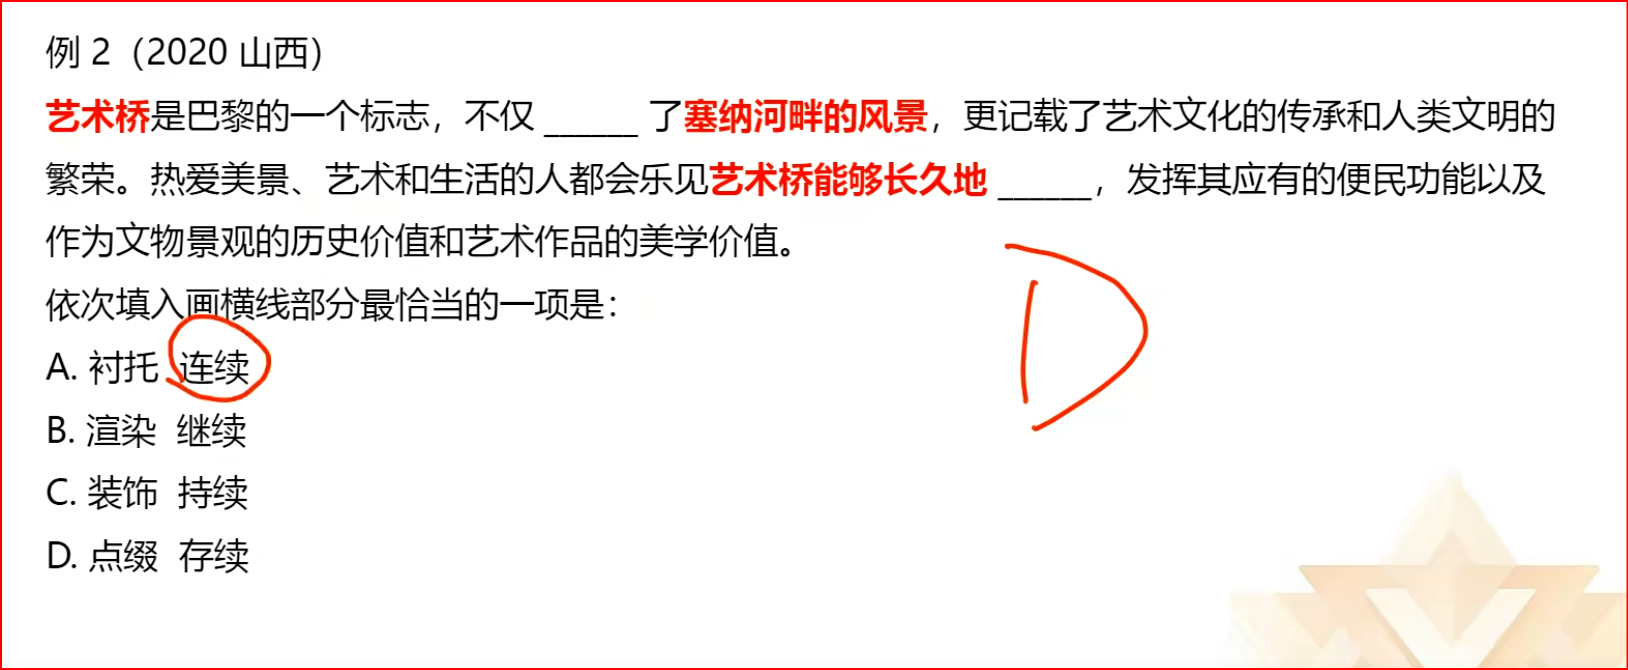 例 2（2020 山西）
艺术桥是巴黎的一个标志，不仅 ______ 了塞纳河畔的风景，更记载了艺术文化的传承和人类文明的
繁荣。热爱美景、艺术和生活的人都会乐见艺术桥能够长久地 ______，发挥其应有的便民功能以及
作为文物景观的历史价值和艺术作品的美学价值。
依次填入画横线部分最恰当的一项是：
A. 衬托 连续
B. 渲染 继续
C. 装饰 持续
D. 点缀 存续
D